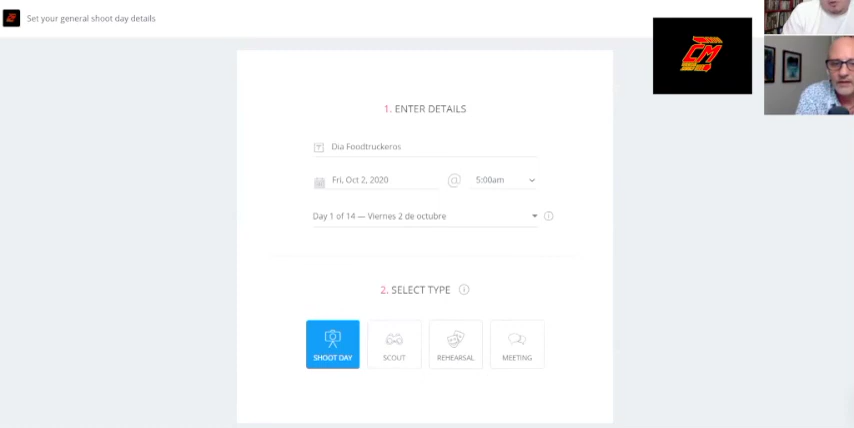 Set your general shoot day details
1. ENTER DETAILS
Dia Foodtruckeros
Fri, Oct 2, 2020 @ 5:00am
Day 1 of 14 — Viernes 2 de octubre
2. SELECT TYPE
SHOOT DAY SCOUT REHEARSAL MEETING
CM